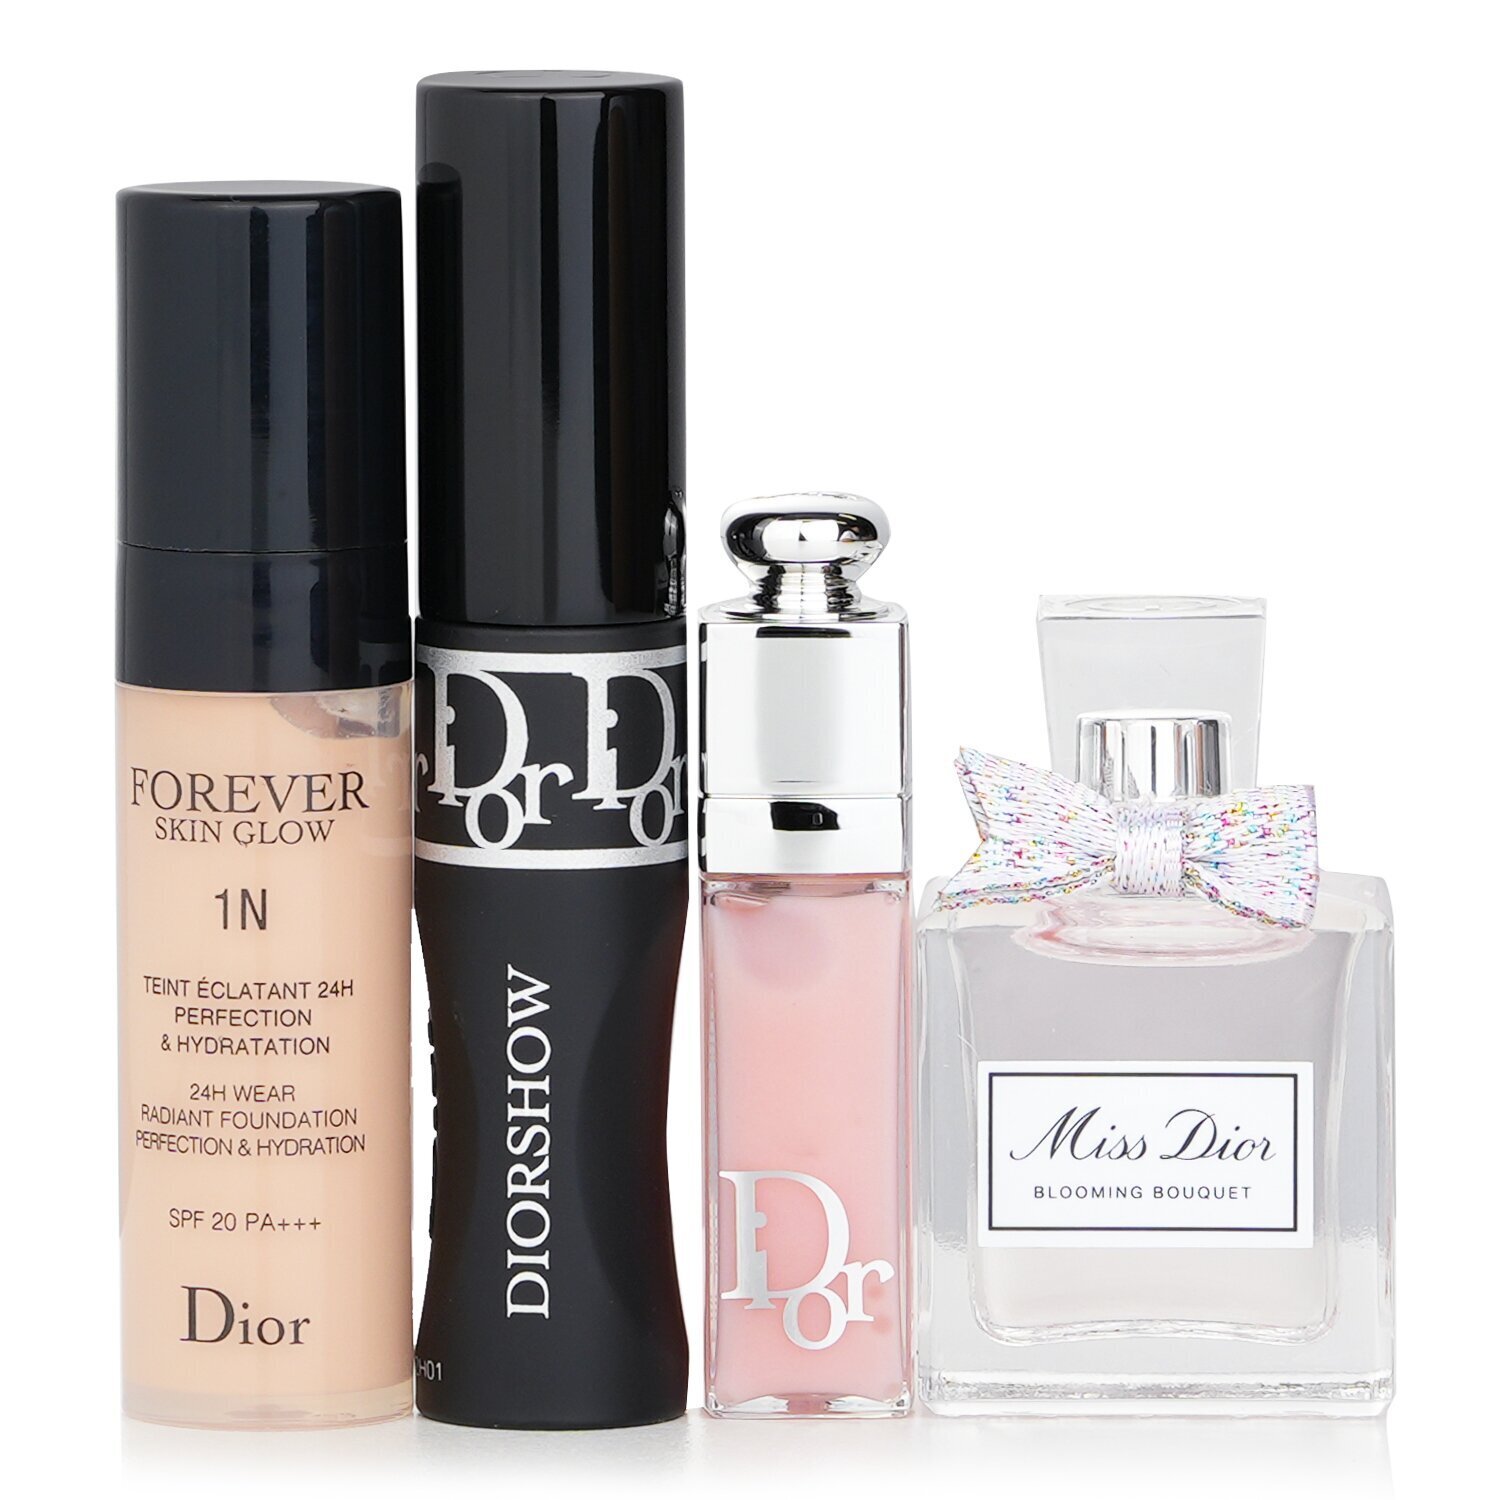 FOREVER
SKIN GLOW
1N
TEINT ÉCLATANT 24H
PERFECTION
& HYDRATATION
24H WEAR
RADIANT FOUNDATION
PERFECTION & HYDRATION
SPF 20 PA+++
Dior
Dior Dior
DIORSHOW
Dior
Miss Dior
BLOOMING BOUQUET